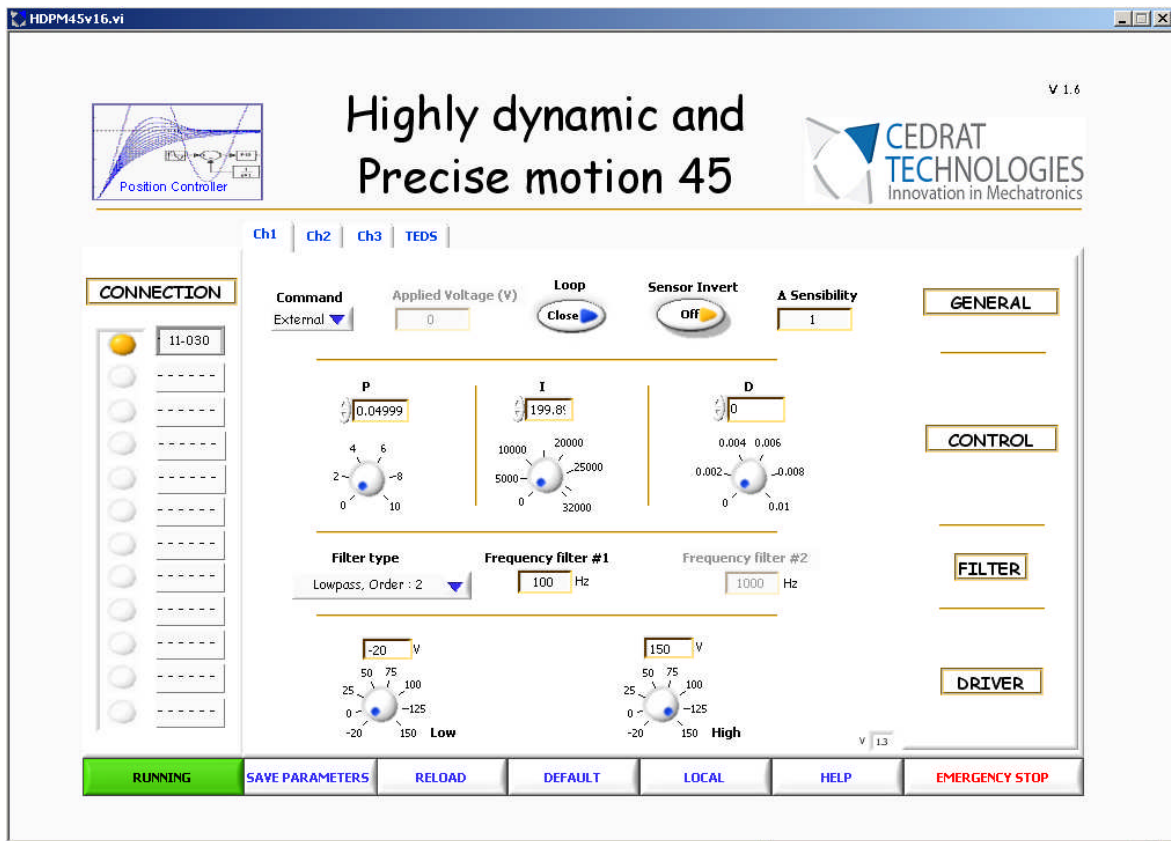 HDPM45v16.vi
V 1.6
Highly dynamic and
Precise motion 45
Position Controller
CEDRAT
TECHNOLOGIES
Innovation in Mechatronics
Ch1 Ch2 Ch3 TEDS
CONNECTION
11-030
------
------
------
------
------
------
------
------
------
------
------
Command Applied Voltage (V) Loop Sensor Invert Δ Sensibility
External 0 Close Off 1
GENERAL
P I D
0.04999 199.89 0
4 6
2 8
0 10
10000 20000
5000 25000
0 32000
0.004 0.006
0.002 0.008
0 0.01
CONTROL
Filter type Frequency filter #1 Frequency filter #2
Lowpass, Order : 2 100 Hz 1000 Hz
FILTER
-20 V
50 75
25 100
0 125
-20 150 Low
150 V
50 75
25 100
0 125
-20 150 High
DRIVER
V 1.3
RUNNING SAVE PARAMETERS RELOAD DEFAULT LOCAL HELP EMERGENCY STOP